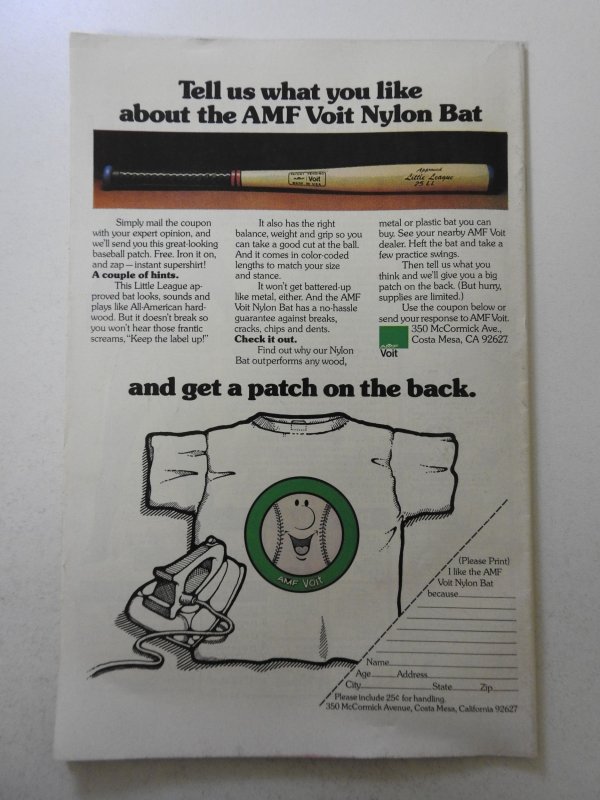 Tell us what you like
about the AMF Voit Nylon Bat
Voit
MADE IN U.S.A.
Approved
Little League
25 LL
Simply mail the coupon
with your expert opinion, and
we'll send you this great-looking
baseball patch. Free. Iron it on,
and zap—instant supershirt!
A couple of hints.
This Little League ap-
proved bat looks, sounds and
plays like All-American hard-
wood. But it doesn't break so
you won't hear those frantic
screams, "Keep the label up!"
It also has the right
balance, weight and grip so you
can take a good cut at the ball.
And it comes in color-coded
lengths to match your size
and stance.
It won't get battered-up
like metal, either. And the AMF
Voit Nylon Bat has a no-hassle
guarantee against breaks,
cracks, chips and dents.
Check it out.
Find out why our Nylon
Bat outperforms any wood,
metal or plastic bat you can
buy. See your nearby AMF Voit
dealer. Heft the bat and take a
few practice swings.
Then tell us what you
think and we'll give you a big
patch on the back. (But hurry,
supplies are limited.)
Use the coupon below or
send your response to AMF Voit.
350 McCormick Ave.,
Costa Mesa, CA 92627.
Voit
and get a patch on the back.
AMF Voit
(Please Print)
I like the AMF
Voit Nylon Bat
because
Name
Age Address
City State Zip
Please include 25¢ for handling.
350 McCormick Avenue, Costa Mesa, California 92627